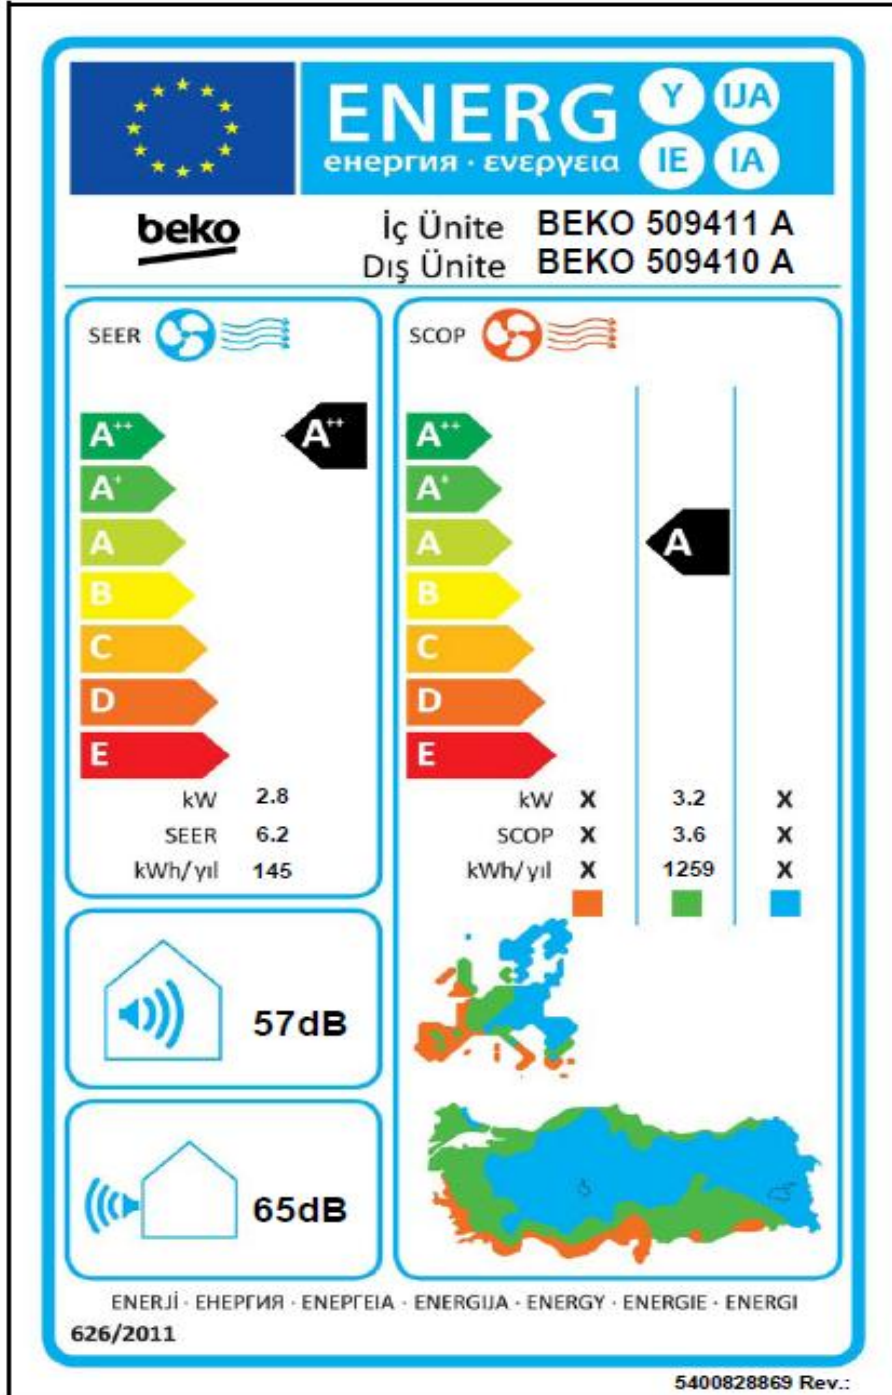 ENERG Y IJA
енергия · ενεργεια IE IA
beko
İç Ünite BEKO 509411 A
Dış Ünite BEKO 509410 A
SEER
A++ A++
A+
A
B
C
D
E
kW 2.8
SEER 6.2
kWh/yıl 145
SCOP
A++
A+
A A
B
C
D
E
kW X 3.2 X
SCOP X 3.6 X
kWh/yıl X 1259 X
57dB
65dB
ENERJİ · ЕНЕРГИЯ · ΕΝΕΡΓΕΙΑ · ENERGIJA · ENERGY · ENERGIE · ENERGI
626/2011
5400828869 Rev.: